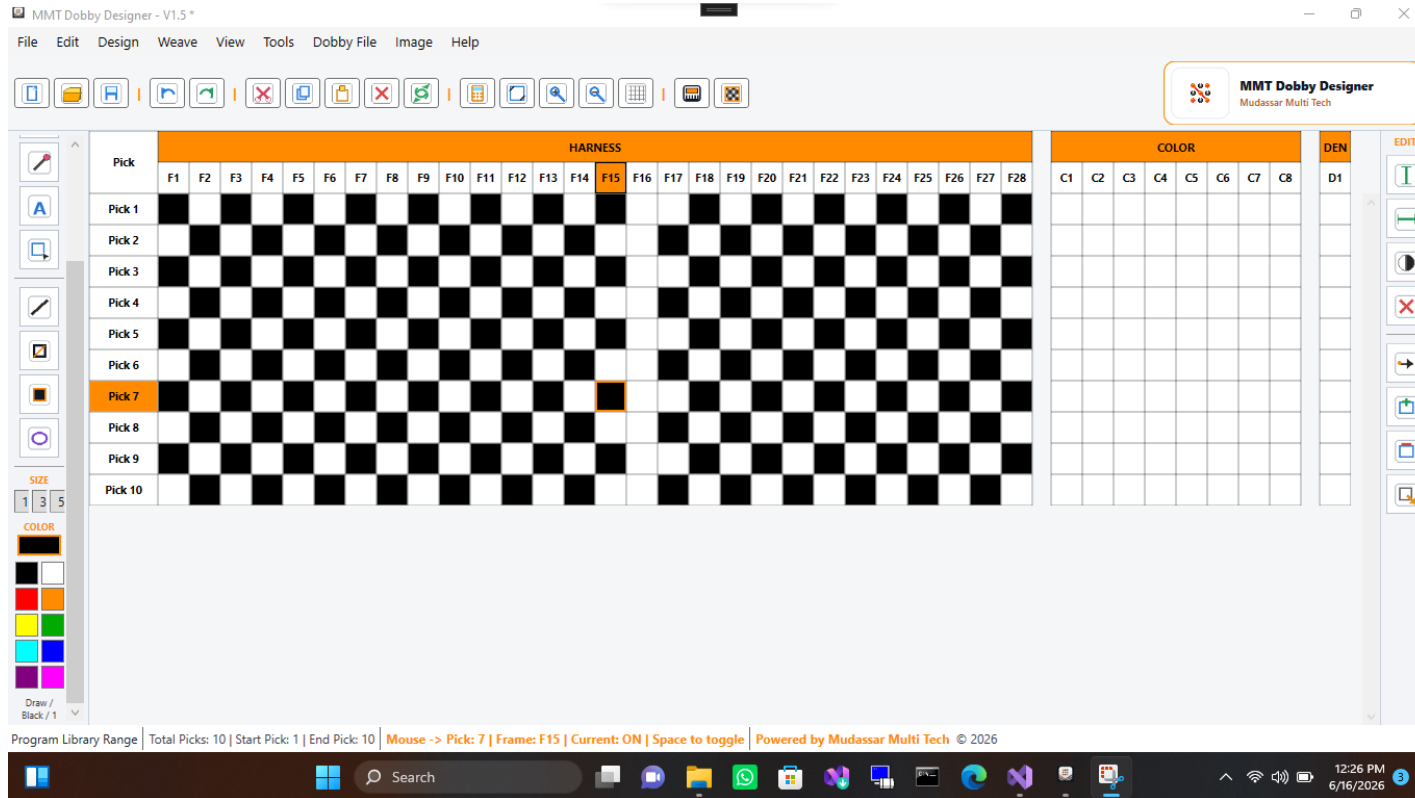 MMT Dobby Designer - V1.5 *
File Edit Design Weave View Tools Dobby File Image Help
MMT Dobby Designer
Mudassar Multi Tech
Pick HARNESS COLOR DEN EDIT
F1 F2 F3 F4 F5 F6 F7 F8 F9 F10 F11 F12 F13 F14 F15 F16 F17 F18 F19 F20 F21 F22 F23 F24 F25 F26 F27 F28 C1 C2 C3 C4 C5 C6 C7 C8 D1
A
Pick 1
Pick 2
Pick 3
Pick 4
Pick 5
Pick 6
Pick 7
Pick 8
Pick 9
Pick 10
SIZE
1 3 5
COLOR
Draw /
Black / 1
Program Library Range Total Picks: 10 | Start Pick: 1 | End Pick: 10 Mouse -> Pick: 7 | Frame: F15 | Current: ON | Space to toggle Powered by Mudassar Multi Tech © 2026
Search
12:26 PM
6/16/2026
3